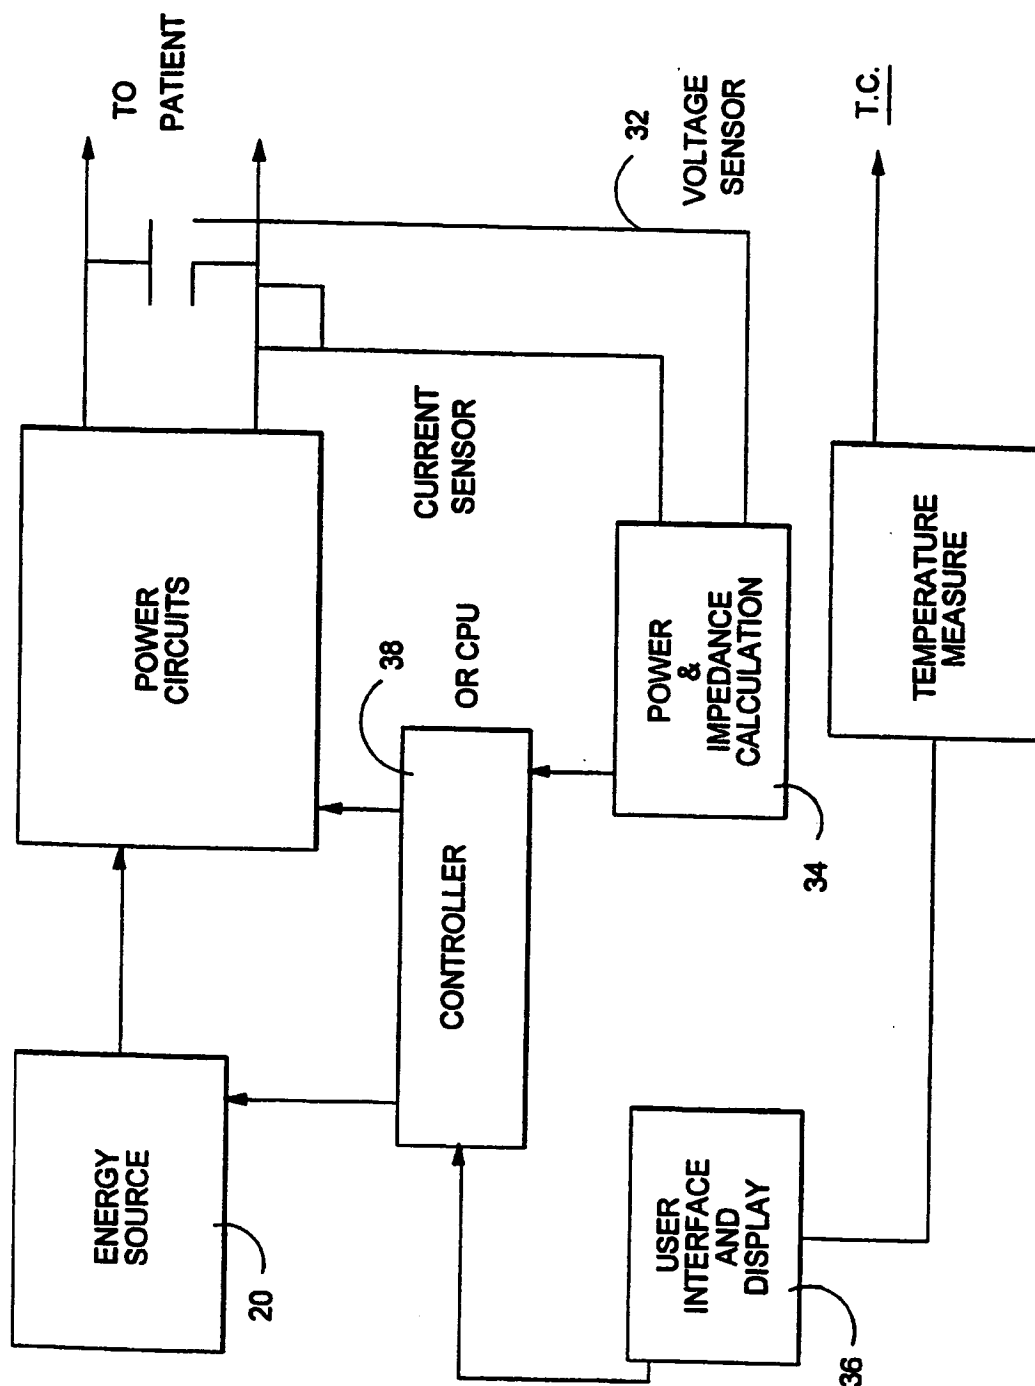 ENERGY
SOURCE
20
POWER
CIRCUITS
TO
PATIENT
CONTROLLER
38
OR CPU
CURRENT
SENSOR
32
VOLTAGE
SENSOR
USER
INTERFACE
AND
DISPLAY
36
POWER
&
IMPEDANCE
CALCULATION
34
TEMPERATURE
MEASURE
T.C.